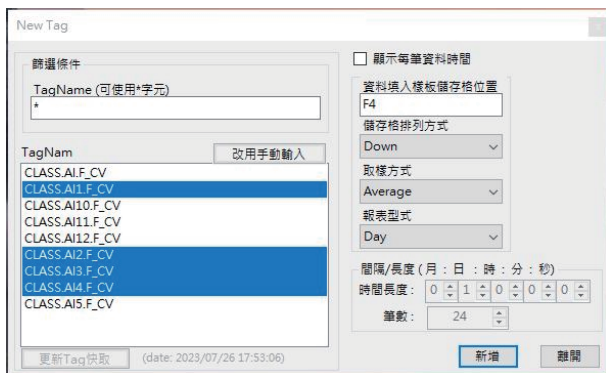 New Tag
篩選條件
TagName (可使用*字元)
*
TagNam
改用手動輸入
CLASS.AI.F_CV
CLASS.AI1.F_CV
CLASS.AI10.F_CV
CLASS.AI11.F_CV
CLASS.AI12.F_CV
CLASS.AI2.F_CV
CLASS.AI3.F_CV
CLASS.AI4.F_CV
CLASS.AI5.F_CV
更新Tag快取
(date: 2023/07/26 17:53:06)
顯示每筆資料時間
資料填入樣板儲存格位置
F4
儲存格排列方式
Down
取樣方式
Average
報表型式
Day
間隔/長度 (月 : 日 : 時 : 分 : 秒)
時間長度: 0 1 0 0 0
筆數: 24
新增
離開